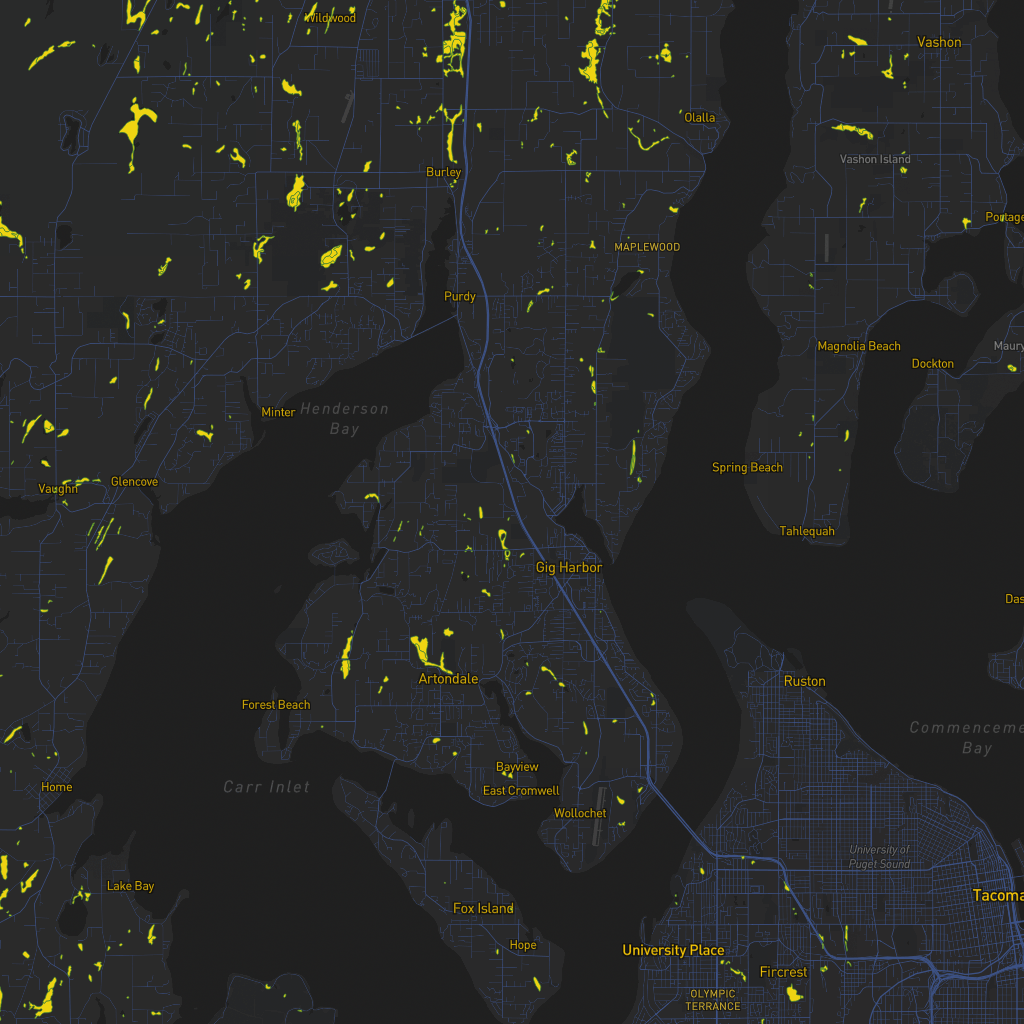 Wildwood
Vashon
Olalla
Vashon Island
Burley
Portage
MAPLEWOOD
Purdy
Magnolia Beach
Maury
Dockton
Minter
Henderson
Bay
Spring Beach
Glencove
Vaughn
Tahlequah
Gig Harbor
Das
Artondale
Ruston
Forest Beach
Commenceme
Bay
Bayview
Home
Carr Inlet
East Cromwell
Wollochet
University of
Puget Sound
Lake Bay
Tacoma
Fox Island
Hope
University Place
Fircrest
OLYMPIC
TERRANCE